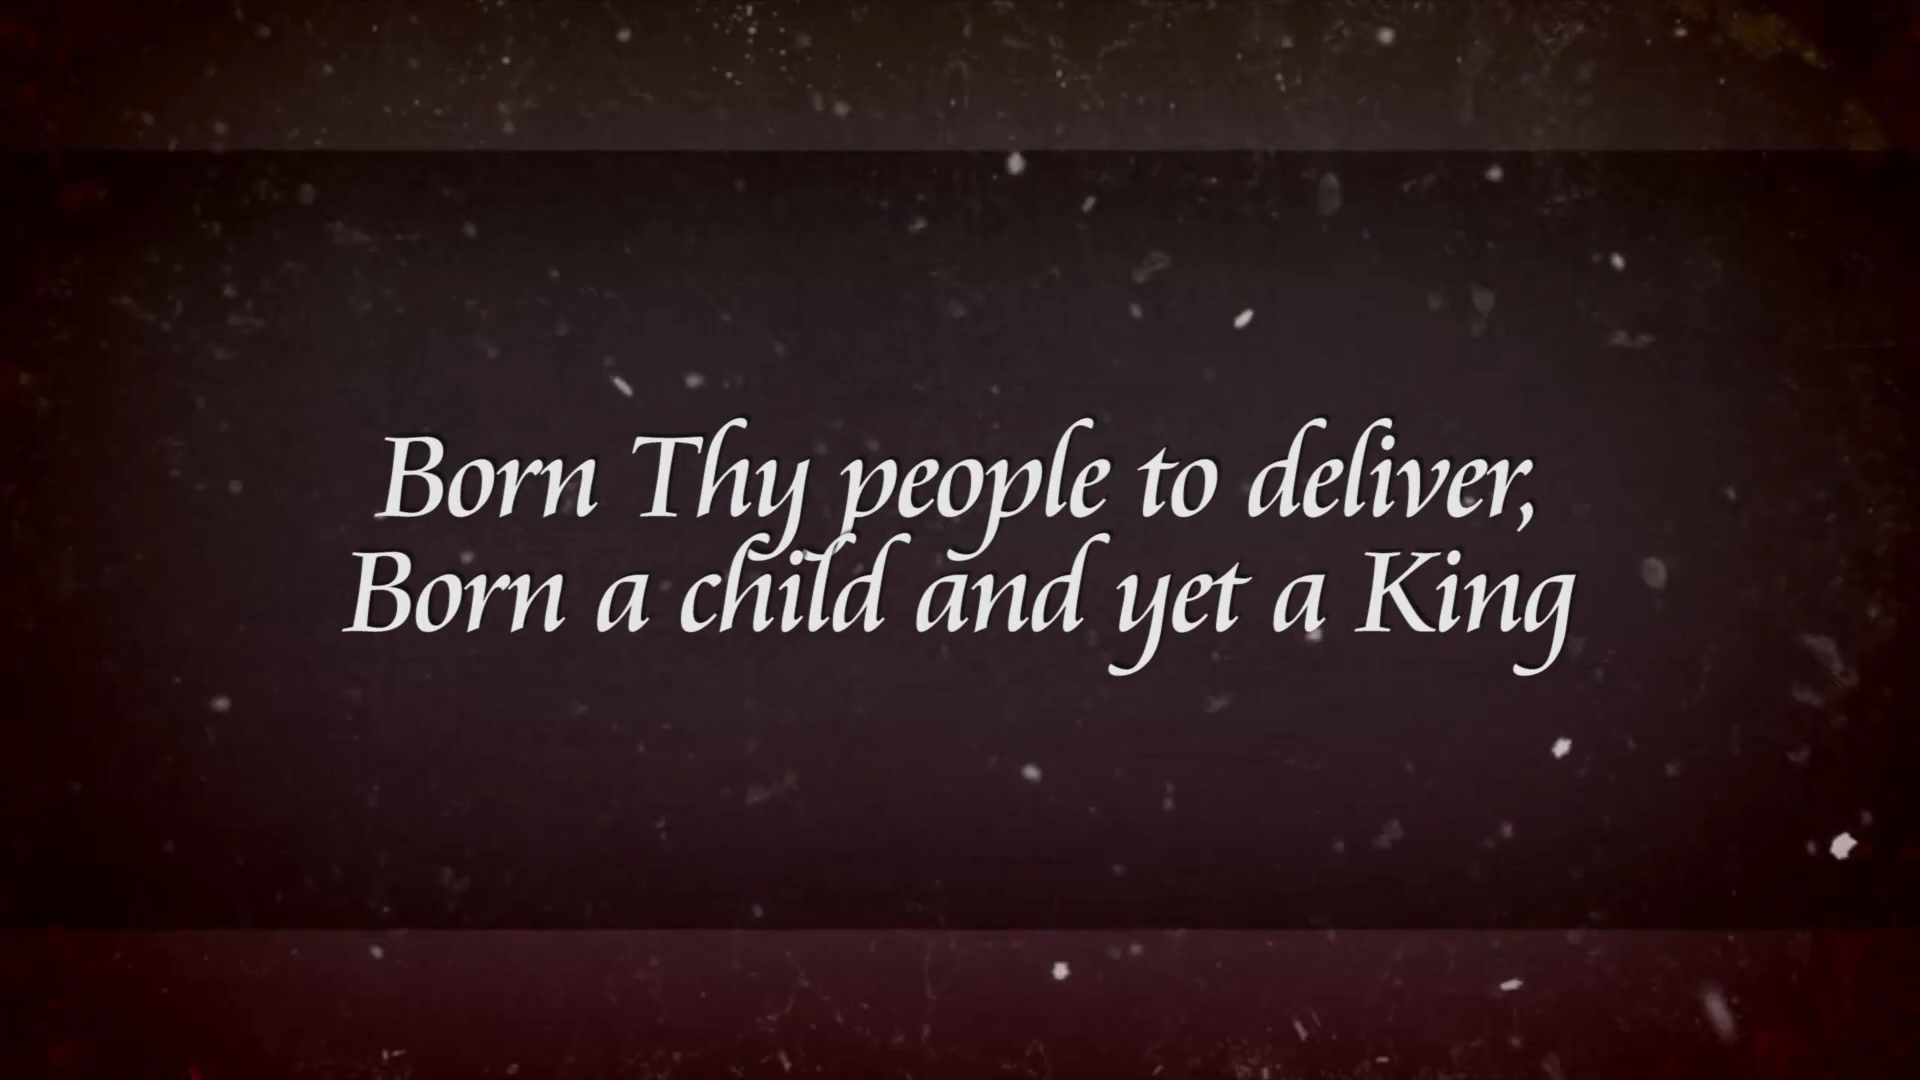 Born Thy people to deliver,
Born a child and yet a King